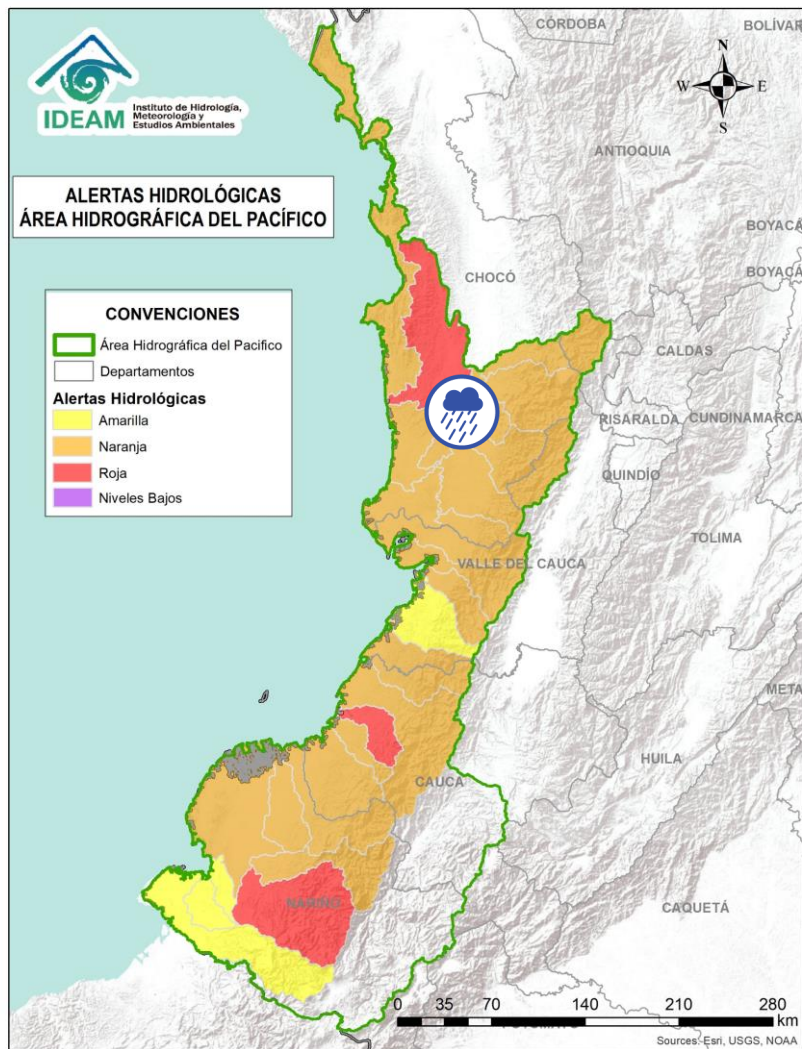 CÓRDOBA
BOLÍVAR
N
W
E
S
IDEAM
Instituto de Hidrología,
Meteorología y
Estudios Ambientales
ANTIOQUIA
ALERTAS HIDROLÓGICAS
ÁREA HIDROGRÁFICA DEL PACÍFICO
BOYACÁ
BOYACÁ
CHOCÓ
CONVENCIONES
Área Hidrográfica del Pacifico
Departamentos
Alertas Hidrológicas
Amarilla
Naranja
Roja
Niveles Bajos
CALDAS
RISARALDA
CUNDINAMARCA
QUINDÍO
TOLIMA
VALLE DEL CAUCA
META
HUILA
CAUCA
NARIÑO
CAQUETÁ
0 35 70 140 210 280
km
Sources: Esri, USGS, NOAA